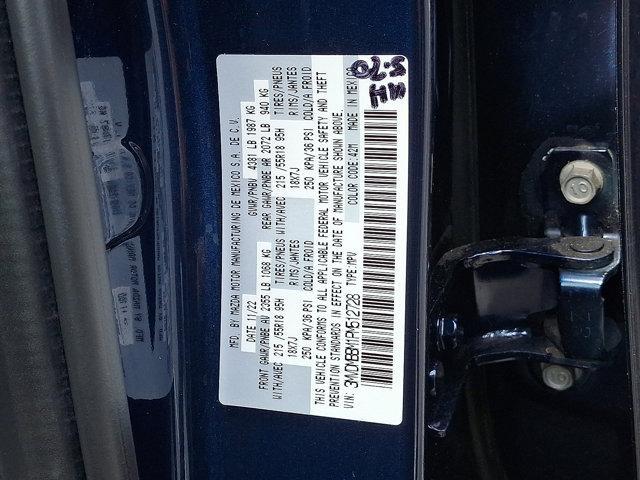 MFD. BY MAZDA MOTOR MANUFACTURING DE MEXICO S.A. DE C.V.
DATE 11/22 GVWR/PNBV 4381 LB 1987 KG
FRONT GAWR/PNBE AV 2355 LB 1068 KG REAR GAWR/PNBE AR 2072 LB 940 KG
WITH/AVEC 215/55R18 95H TIRES/PNEUS WITH/AVEC 215/55R18 95H TIRES/PNEUS
18X7J RIMS/JANTES 18X7J RIMS/JANTES
250 KPA/36 PSI COLD/A FROID 250 KPA/36 PSI COLD/A FROID
THIS VEHICLE CONFORMS TO ALL APPLICABLE FEDERAL MOTOR VEHICLE SAFETY AND THEFT
PREVENTION STANDARDS IN EFFECT ON THE DATE OF MANUFACTURE SHOWN ABOVE.
VIN: 3MVDMBBM1PM512728 TYPE:MPV COLOR CODE:42M MADE IN MEXICO